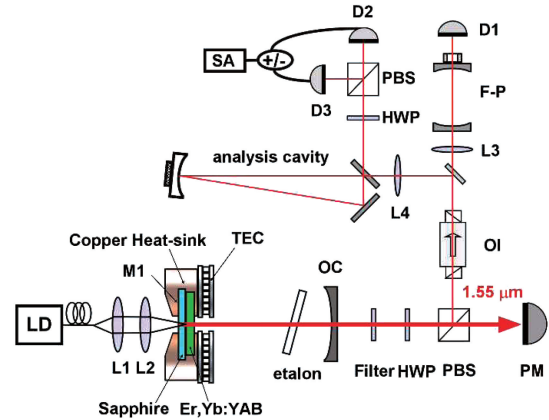 D2
D1
SA
+/-
PBS
D3
F-P
HWP
analysis cavity
L3
L4
Copper Heat-sink
TEC
OI
M1
OC
1.55 μm
LD
L1 L2
etalon
Filter HWP PBS
PM
Sapphire Er,Yb:YAB